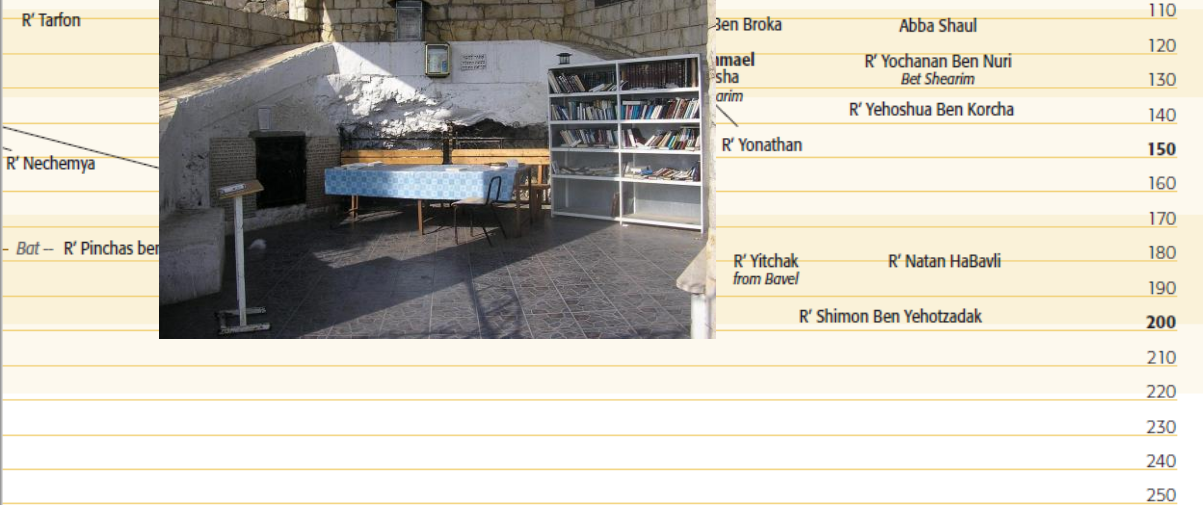 110
R' Tarfon
Ben Broka
Abba Shaul
120
R' Yochanan Ben Nuri
Bet Shearim
130
R' Yehoshua Ben Korcha
140
R' Yonathan
150
R' Nechemya
160
170
– Bat – R' Pinchas ben
180
R' Yitchak
from Bavel
R' Natan HaBavli
190
R' Shimon Ben Yehotzadak
200
210
220
230
240
250